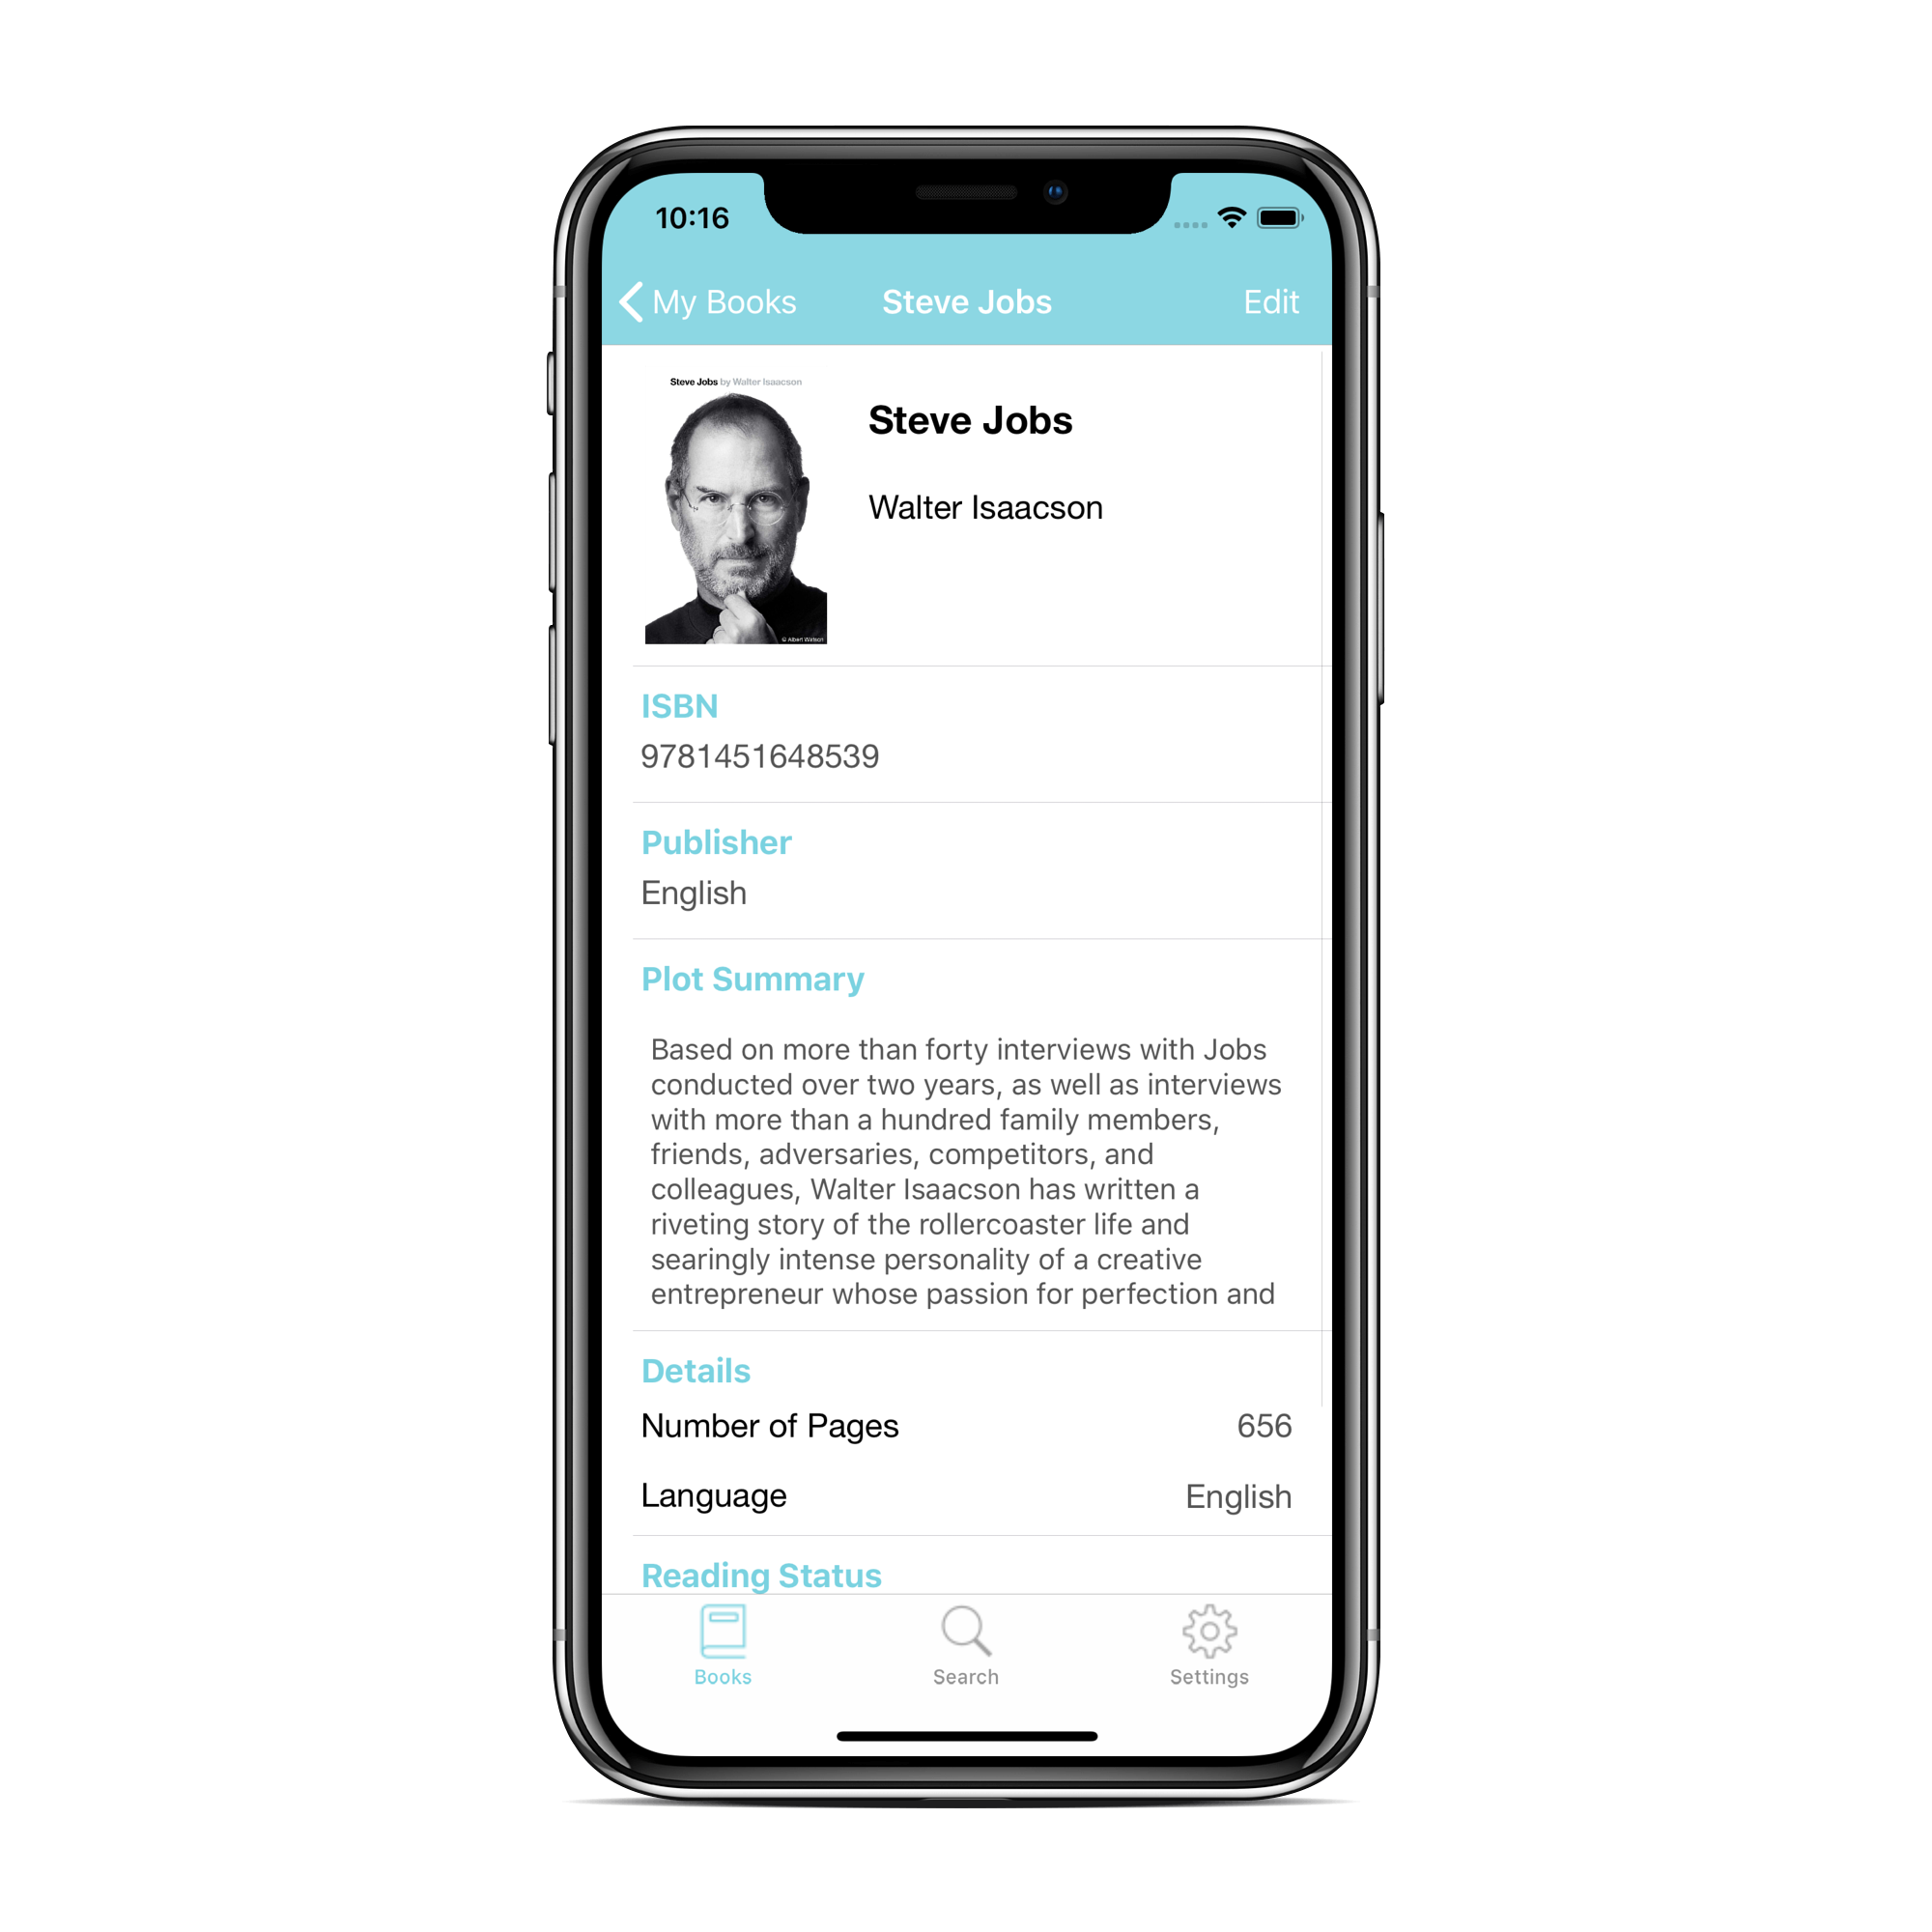 10:16
My Books
Steve Jobs
Edit
Steve Jobs by Walter Isaacson
© Albert Watson
Steve Jobs
Walter Isaacson
ISBN
9781451648539
Publisher
English
Plot Summary
Based on more than forty interviews with Jobs
conducted over two years, as well as interviews
with more than a hundred family members,
friends, adversaries, competitors, and
colleagues, Walter Isaacson has written a
riveting story of the rollercoaster life and
searingly intense personality of a creative
entrepreneur whose passion for perfection and
Details
Number of Pages 656
Language English
Reading Status
Books
Search
Settings